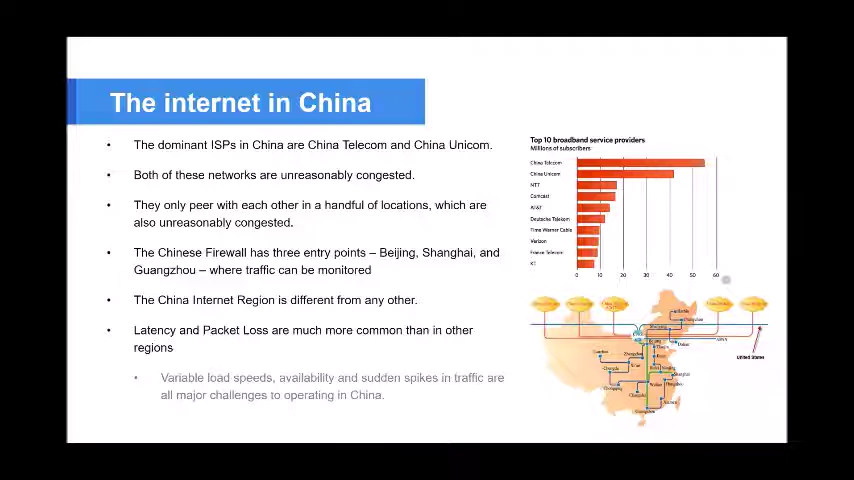 The internet in China
• The dominant ISPs in China are China Telecom and China Unicom.
• Both of these networks are unreasonably congested.
• They only peer with each other in a handful of locations, which are
also unreasonably congested.
• The Chinese Firewall has three entry points – Beijing, Shanghai, and
Guangzhou – where traffic can be monitored
• The China Internet Region is different from any other.
• Latency and Packet Loss are much more common than in other
regions
• Variable load speeds, availability and sudden spikes in traffic are
all major challenges to operating in China.
Top 10 broadband service providers
Millions of subscribers
China Telecom
China Unicom
NTT
Comcast
AT&T
Deutsche Telekom
Time Warner Cable
Verizon
France Telecom
KT
0 10 20 30 40 50 60
Beijing
United States
Shanghai
Guangzhou